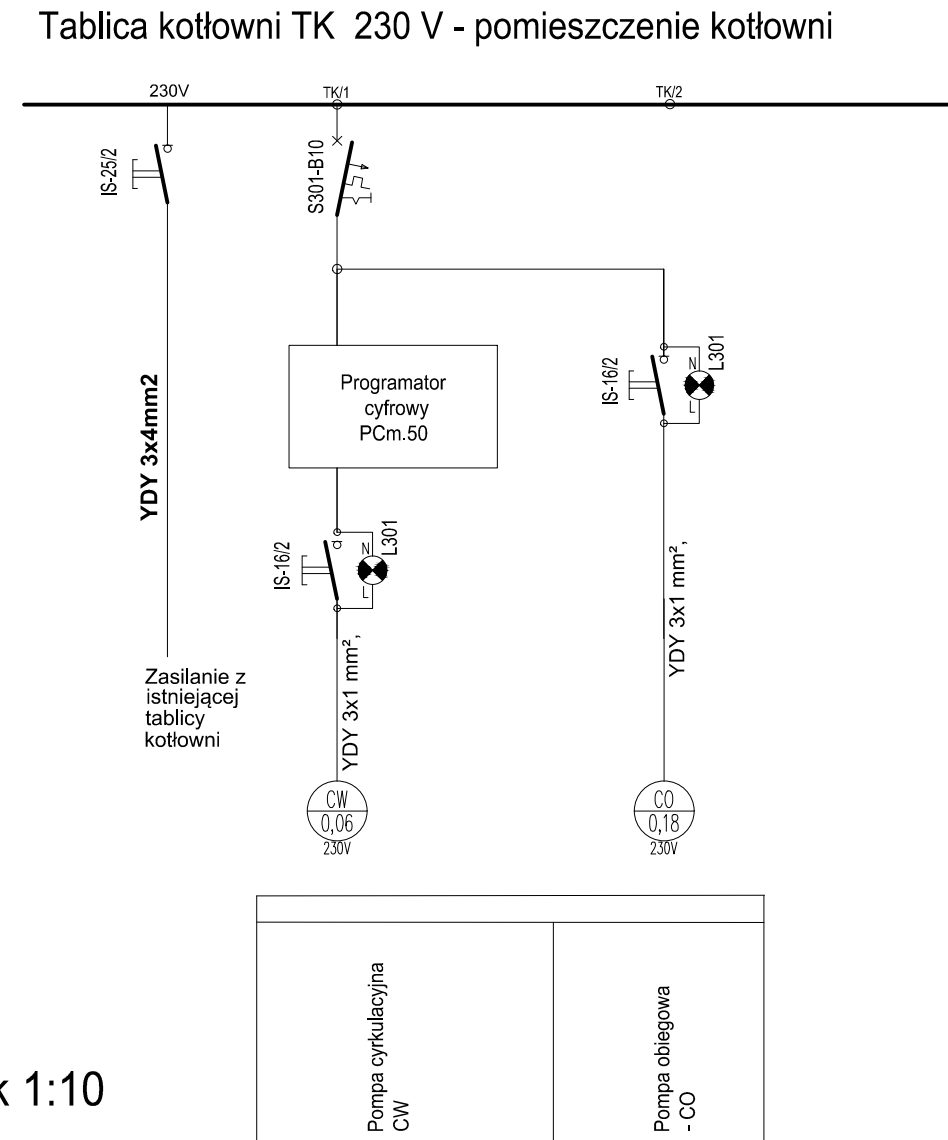 Tablica kotłowni TK 230 V - pomieszczenie kotłowni
230V
TK/1
TK/2
IS-25/2
S301-B10
YDY 3x4mm2
Programator
cyfrowy
PCm.50
IS-16/2
N
L
L301
IS-16/2
N
L
L301
YDY 3x1 mm²,
YDY 3x1 mm²,
Zasilanie z
istniejącej
tablicy
kotłowni
CW
0,06
230V
CO
0,18
230V
Pompa cyrkulacyjna
CW
Pompa obiegowa
- CO
k 1:10